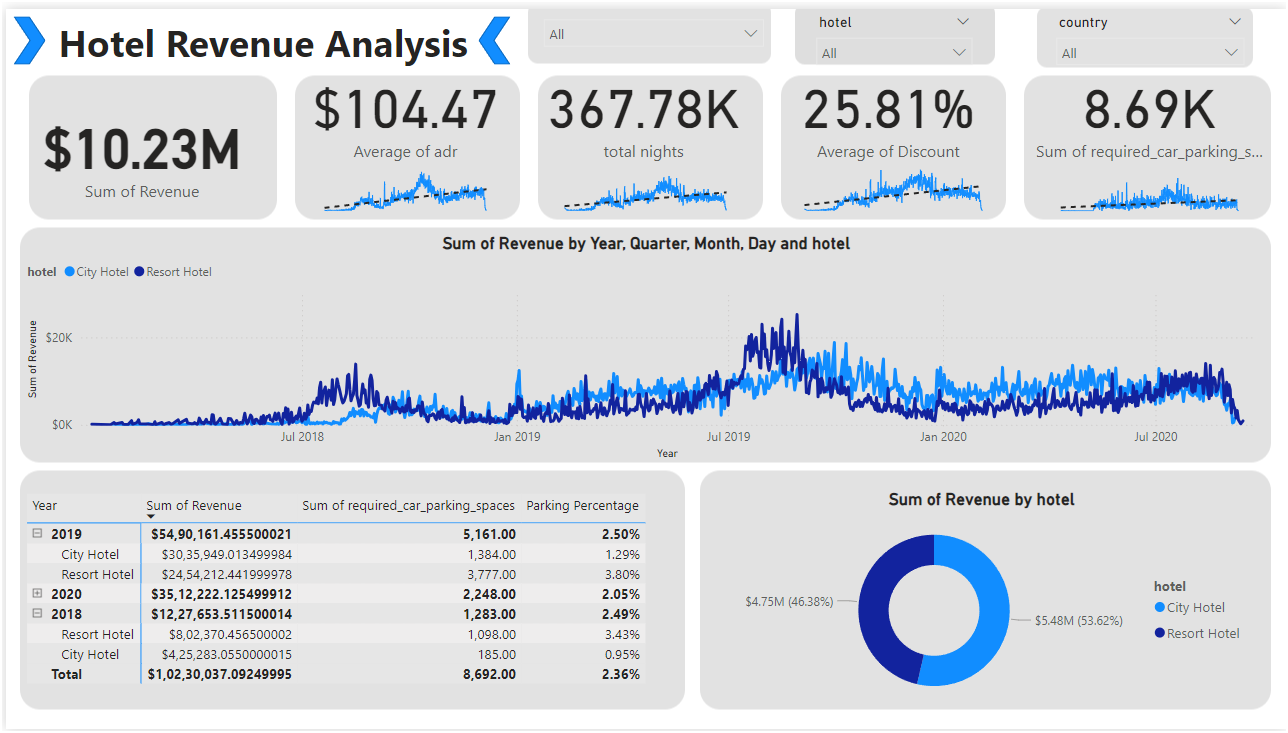 Hotel Revenue Analysis
All
hotel
All
country
All
$10.23M
Sum of Revenue
$104.47
Average of adr
367.78K
total nights
25.81%
Average of Discount
8.69K
Sum of required_car_parking_s...
Sum of Revenue by Year, Quarter, Month, Day and hotel
hotel City Hotel Resort Hotel
Sum of Revenue
$20K
$0K
Jul 2018 Jan 2019 Jul 2019 Jan 2020 Jul 2020
Year
Year Sum of Revenue Sum of required_car_parking_spaces Parking Percentage
2019 $54,90,161.455500021 5,161.00 2.50%
City Hotel $30,35,949.013499984 1,384.00 1.29%
Resort Hotel $24,54,212.441999978 3,777.00 3.80%
2020 $35,12,222.125499912 2,248.00 2.05%
2018 $12,27,653.511500014 1,283.00 2.49%
Resort Hotel $8,02,370.456500002 1,098.00 3.43%
City Hotel $4,25,283.0550000015 185.00 0.95%
Total $1,02,30,037.09249995 8,692.00 2.36%
Sum of Revenue by hotel
$4.75M (46.38%)
$5.48M (53.62%)
hotel
City Hotel
Resort Hotel